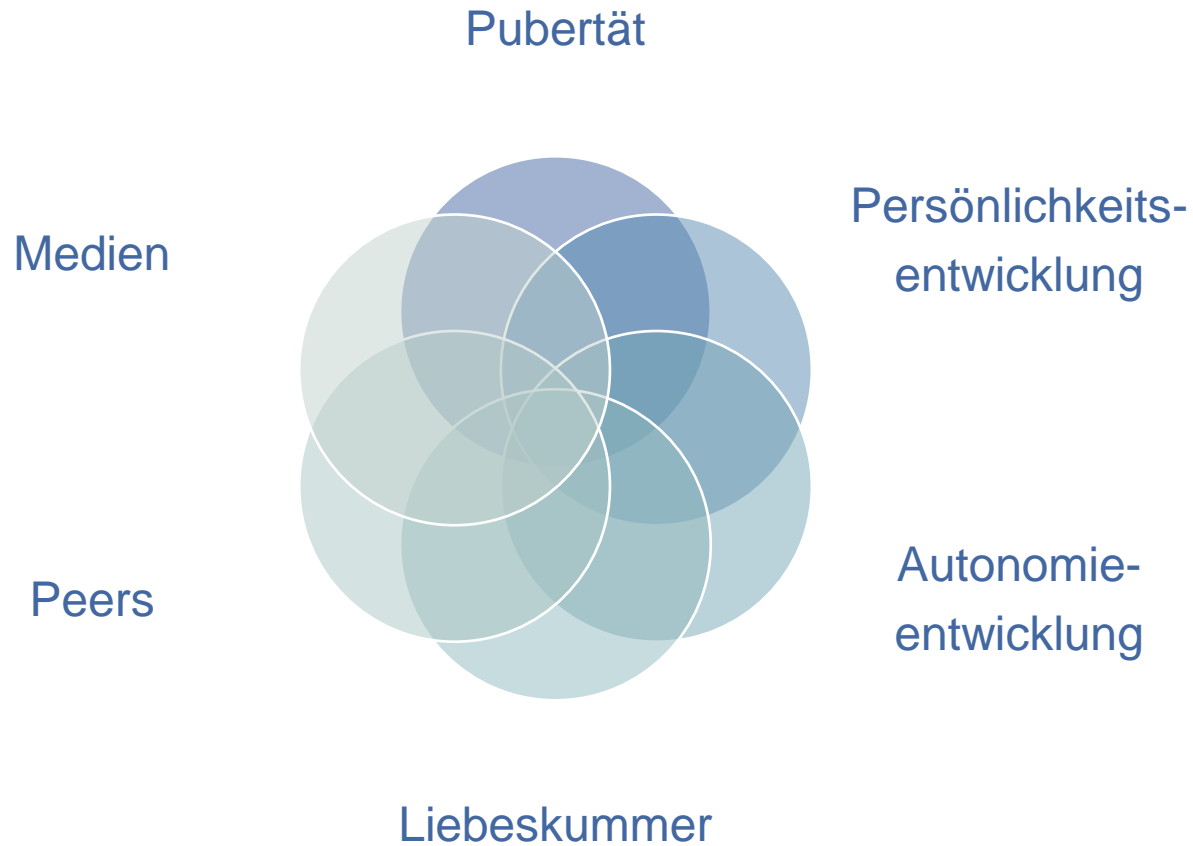 Pubertät
Persönlichkeits-
entwicklung
Medien
Autonomie-
entwicklung
Peers
Liebeskummer